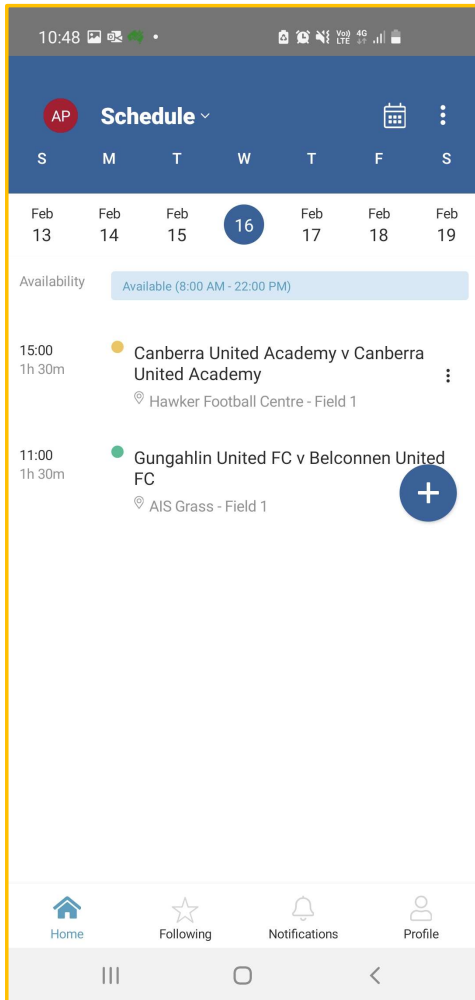 10:48
Vo)) LTE 4G
AP Schedule
S M T W T F S
Feb 13 Feb 14 Feb 15 16 Feb 17 Feb 18 Feb 19
Availability Available (8:00 AM - 22:00 PM)
15:00 Canberra United Academy v Canberra
1h 30m United Academy
Hawker Football Centre - Field 1
11:00 Gungahlin United FC v Belconnen United
1h 30m FC
AIS Grass - Field 1
Home Following Notifications Profile